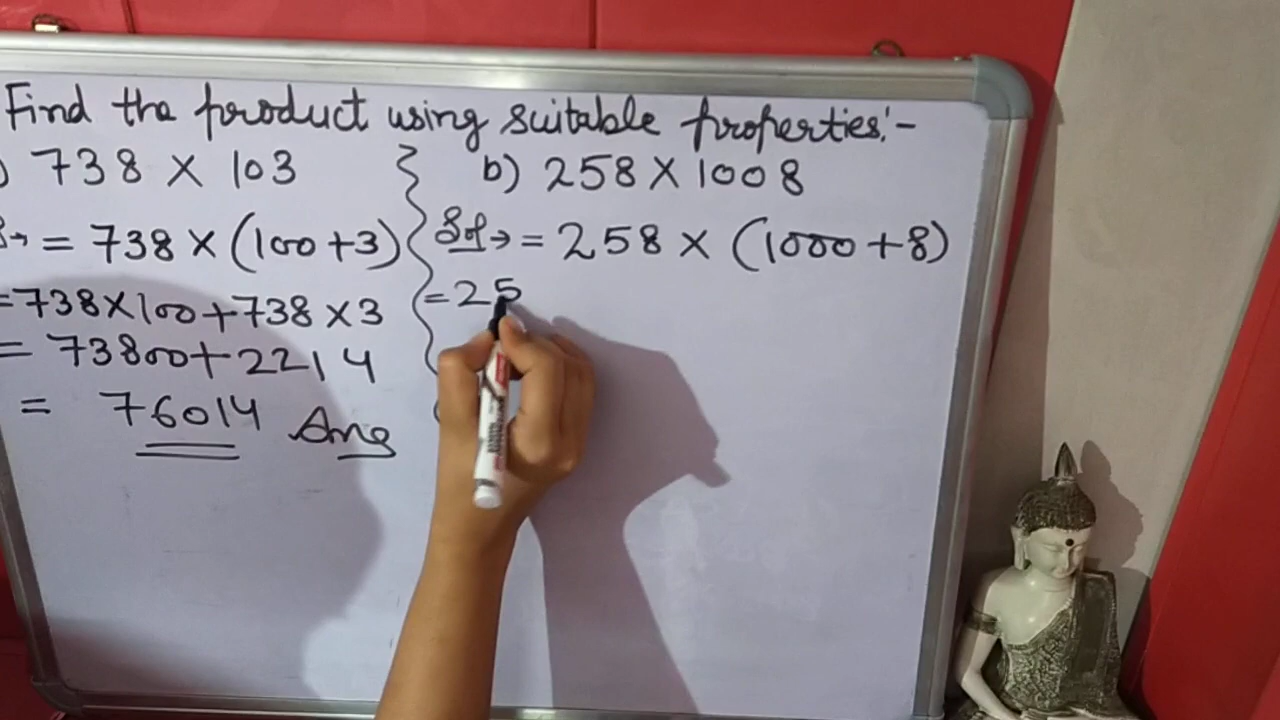 Find the product using suitable properties:-
) 738 × 103
= 738 × (100+3)
=738×100+738×3
= 73800+2214
= 76014 Ans
b) 258×1008
Sol→ = 258 × (1000+8)
=25